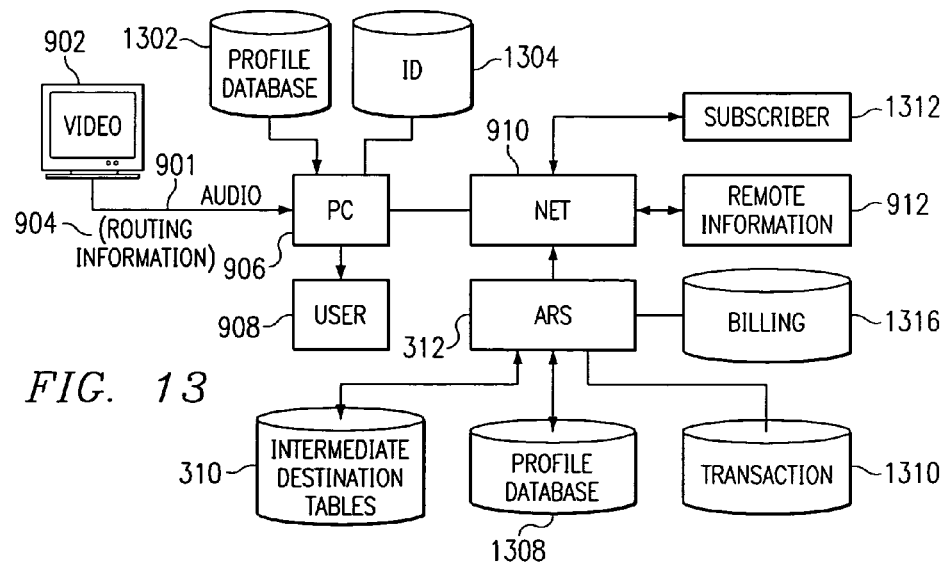 1302
1304
902
PROFILE
DATABASE
ID
VIDEO
SUBSCRIBER
1312
910
901
AUDIO
904
(ROUTING
INFORMATION)
PC
906
NET
REMOTE
INFORMATION
912
908
USER
ARS
312
BILLING
1316
FIG. 13
310
INTERMEDIATE
DESTINATION
TABLES
PROFILE
DATABASE
1308
TRANSACTION
1310